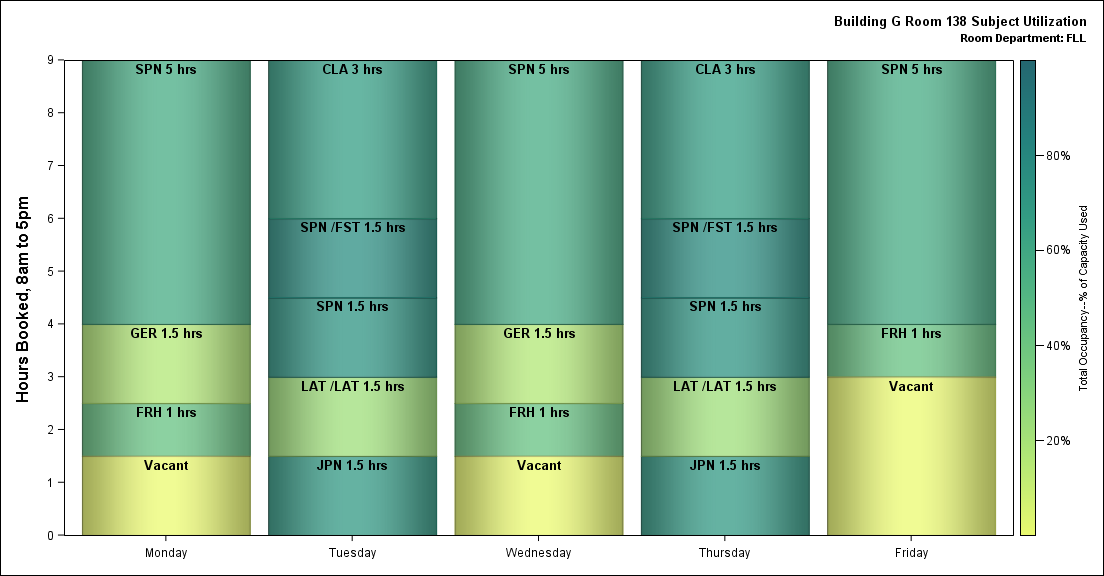 Building G Room 138 Subject Utilization
Room Department: FLL
Hours Booked, 8am to 5pm
9
8
7
6
5
4
3
2
1
0
SPN 5 hrs
GER 1.5 hrs
FRH 1 hrs
Vacant
Monday
CLA 3 hrs
SPN /FST 1.5 hrs
SPN 1.5 hrs
LAT /LAT 1.5 hrs
JPN 1.5 hrs
Tuesday
SPN 5 hrs
GER 1.5 hrs
FRH 1 hrs
Vacant
Wednesday
CLA 3 hrs
SPN /FST 1.5 hrs
SPN 1.5 hrs
LAT /LAT 1.5 hrs
JPN 1.5 hrs
Thursday
SPN 5 hrs
FRH 1 hrs
Vacant
Friday
80%
60%
40%
20%
Total Occupancy--% of Capacity Used